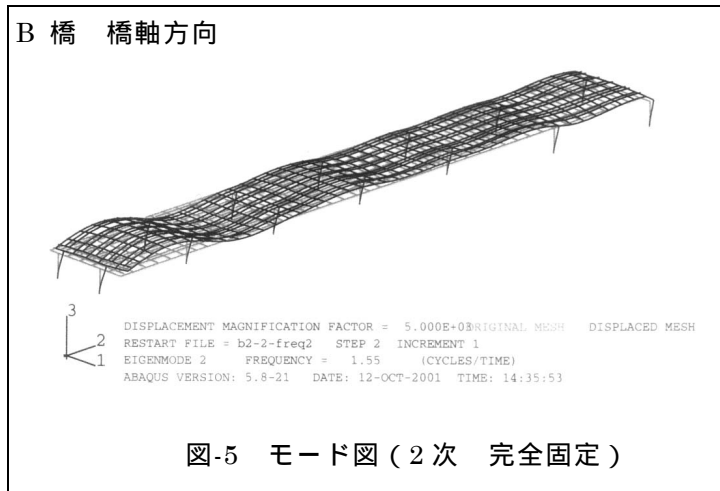 B 橋 橋軸方向
3
2
1
DISPLACEMENT MAGNIFICATION FACTOR = 5.000E+03 ORIGINAL MESH DISPLACED MESH
RESTART FILE = b2-2-freq2 STEP 2 INCREMENT 1
EIGENMODE 2 FREQUENCY = 1.55 (CYCLES/TIME)
ABAQUS VERSION: 5.8-21 DATE: 12-OCT-2001 TIME: 14:35:53
図-5 モード図(2次 完全固定)